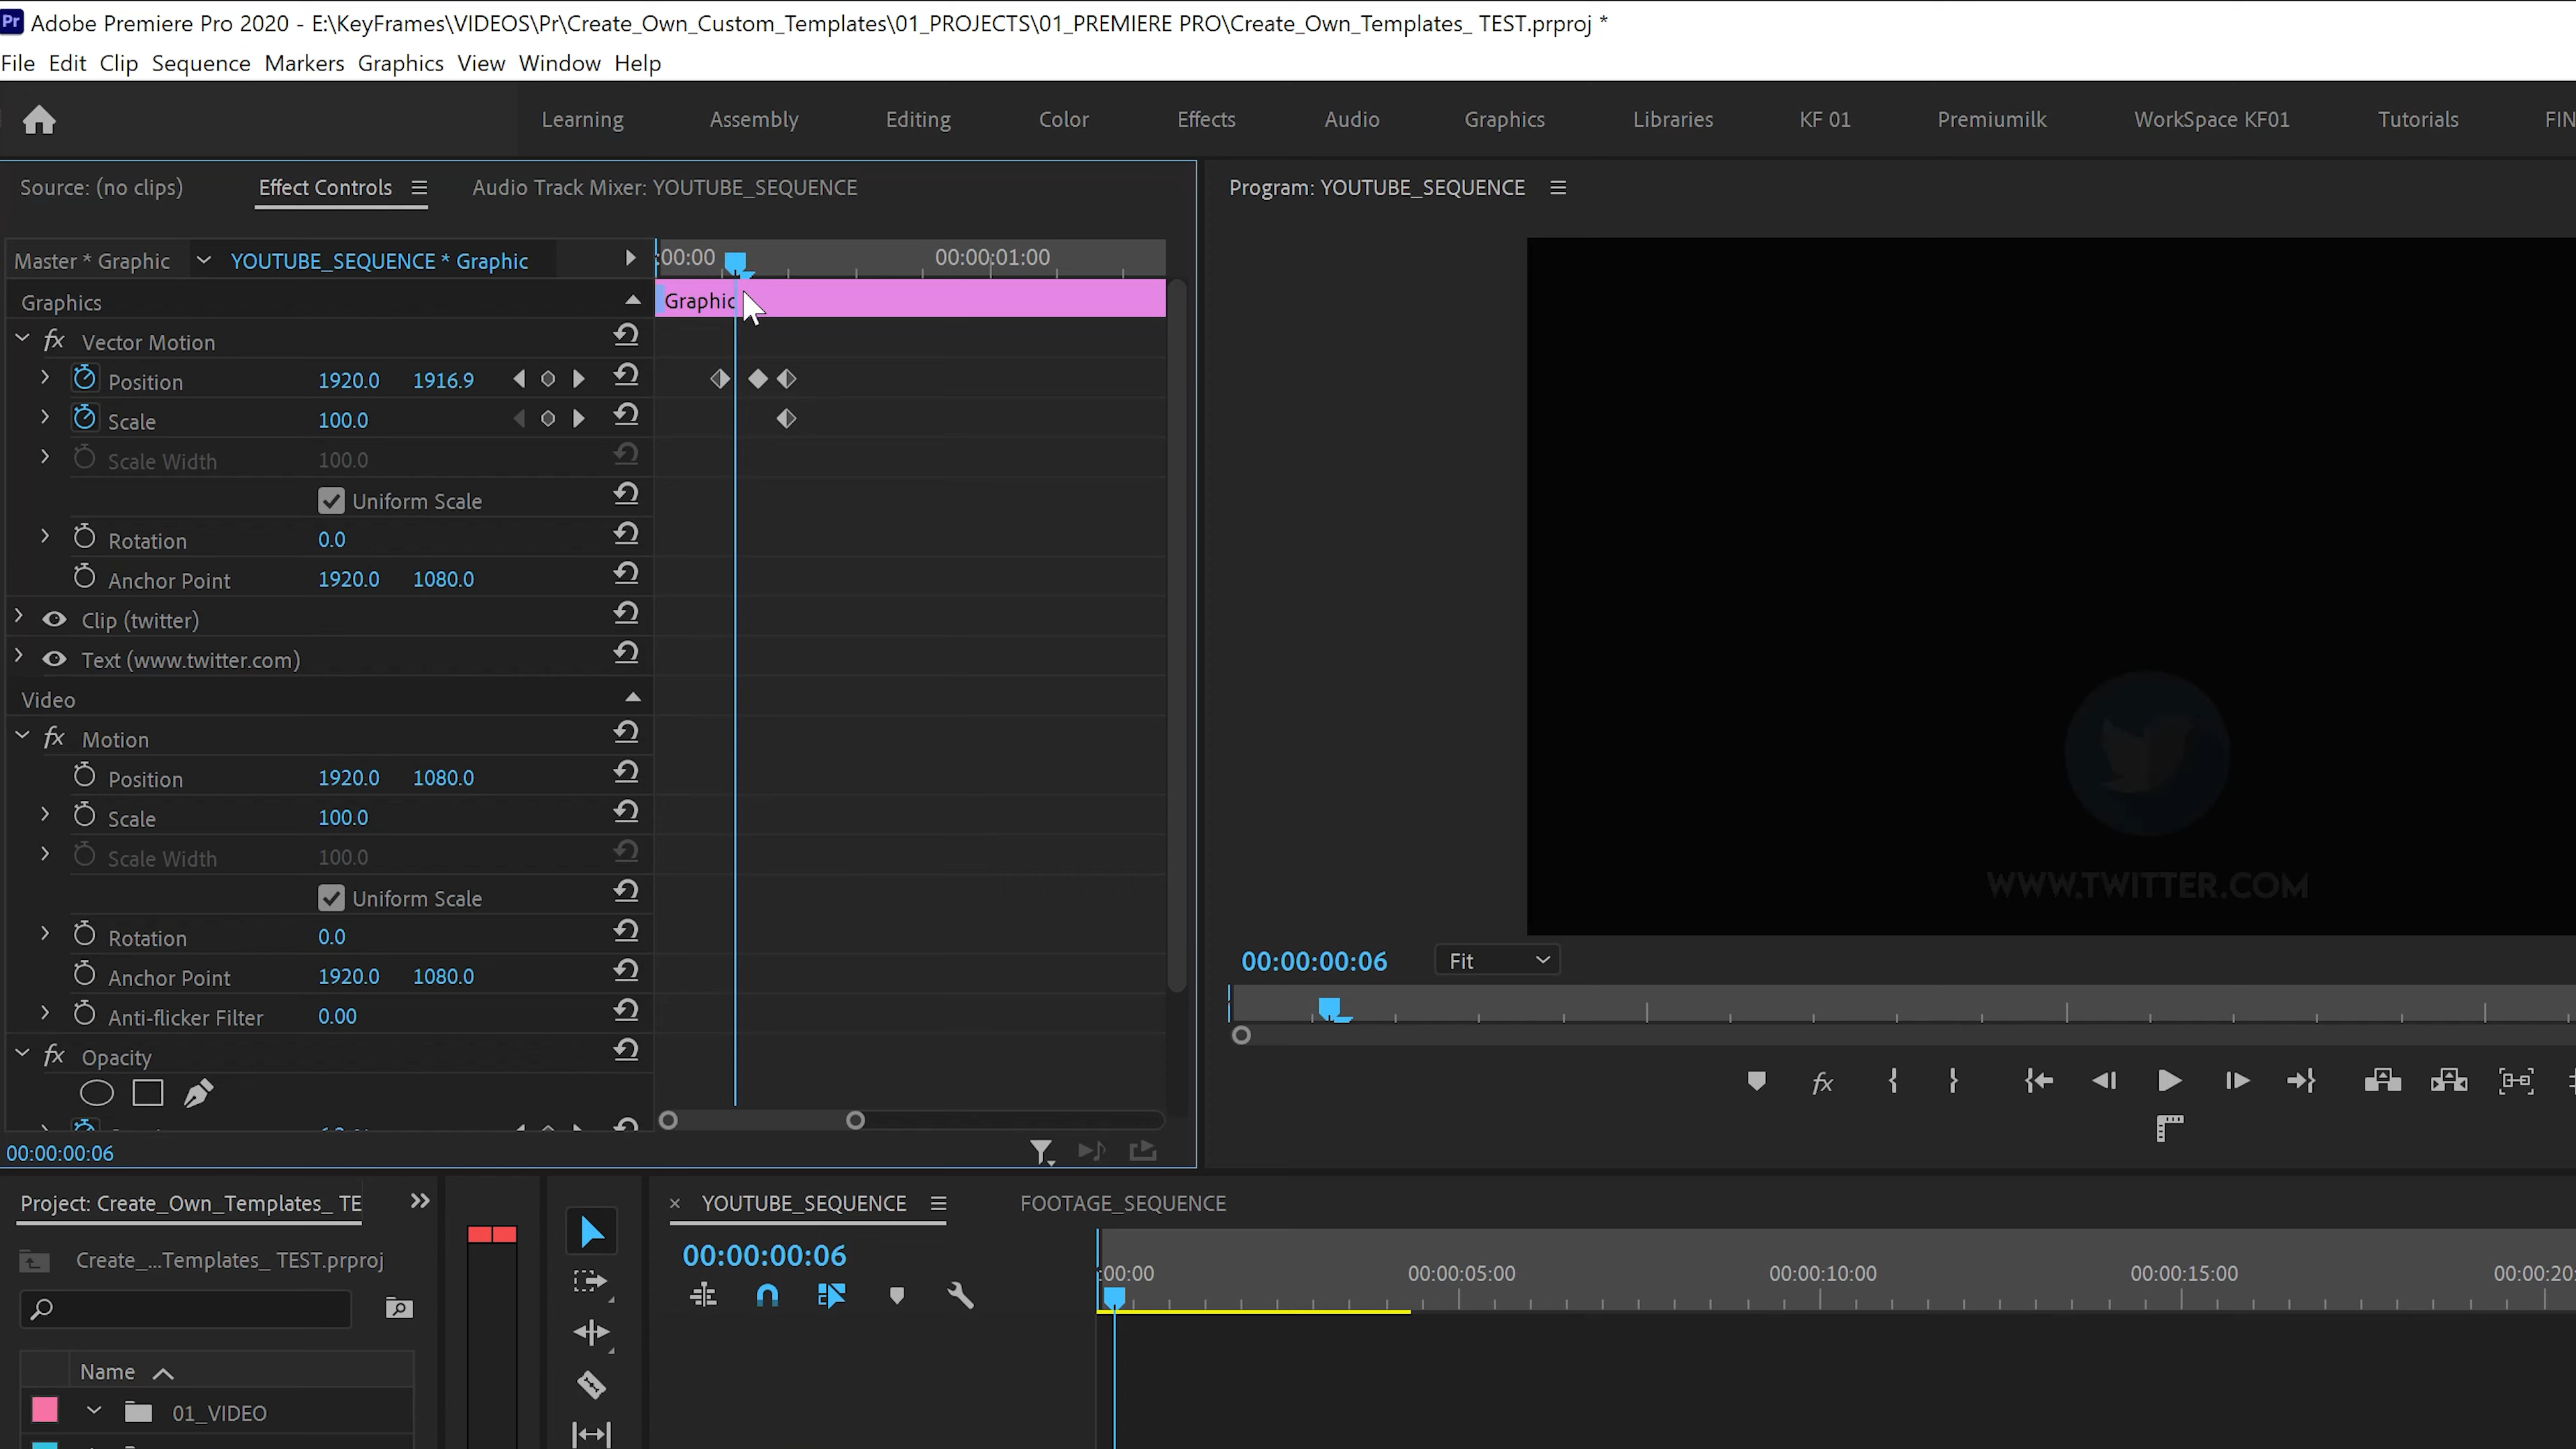 Adobe Premiere Pro 2020 - E:\KeyFrames\VIDEOS\Pr\Create_Own_Custom_Templates\01_PROJECTS\01_PREMIERE PRO\Create_Own_Templates_ TEST.prproj *
File Edit Clip Sequence Markers Graphics View Window Help
Learning Assembly Editing Color Effects Audio Graphics Libraries KF 01 Premiumilk WorkSpace KF01 Tutorials FIN
Source: (no clips) Effect Controls Audio Track Mixer: YOUTUBE_SEQUENCE
Program: YOUTUBE_SEQUENCE
Master * Graphic YOUTUBE_SEQUENCE * Graphic
:00:00 00:00:01:00
Graphics
Graphic
fx Vector Motion
Position 1920.0 1916.9
Scale 100.0
Scale Width 100.0
Uniform Scale
Rotation 0.0
Anchor Point 1920.0 1080.0
Clip (twitter)
Text (www.twitter.com)
Video
fx Motion
Position 1920.0 1080.0
Scale 100.0
Scale Width 100.0
Uniform Scale
Rotation 0.0
Anchor Point 1920.0 1080.0
Anti-flicker Filter 0.00
fx Opacity
00:00:00:06
WWW.TWITTER.COM
00:00:00:06 Fit
fx
Project: Create_Own_Templates_ TE
Create_...Templates_ TEST.prproj
Name
01_VIDEO
YOUTUBE_SEQUENCE FOOTAGE_SEQUENCE
00:00:00:06
:00:00 00:00:05:00 00:00:10:00 00:00:15:00 00:00:20: